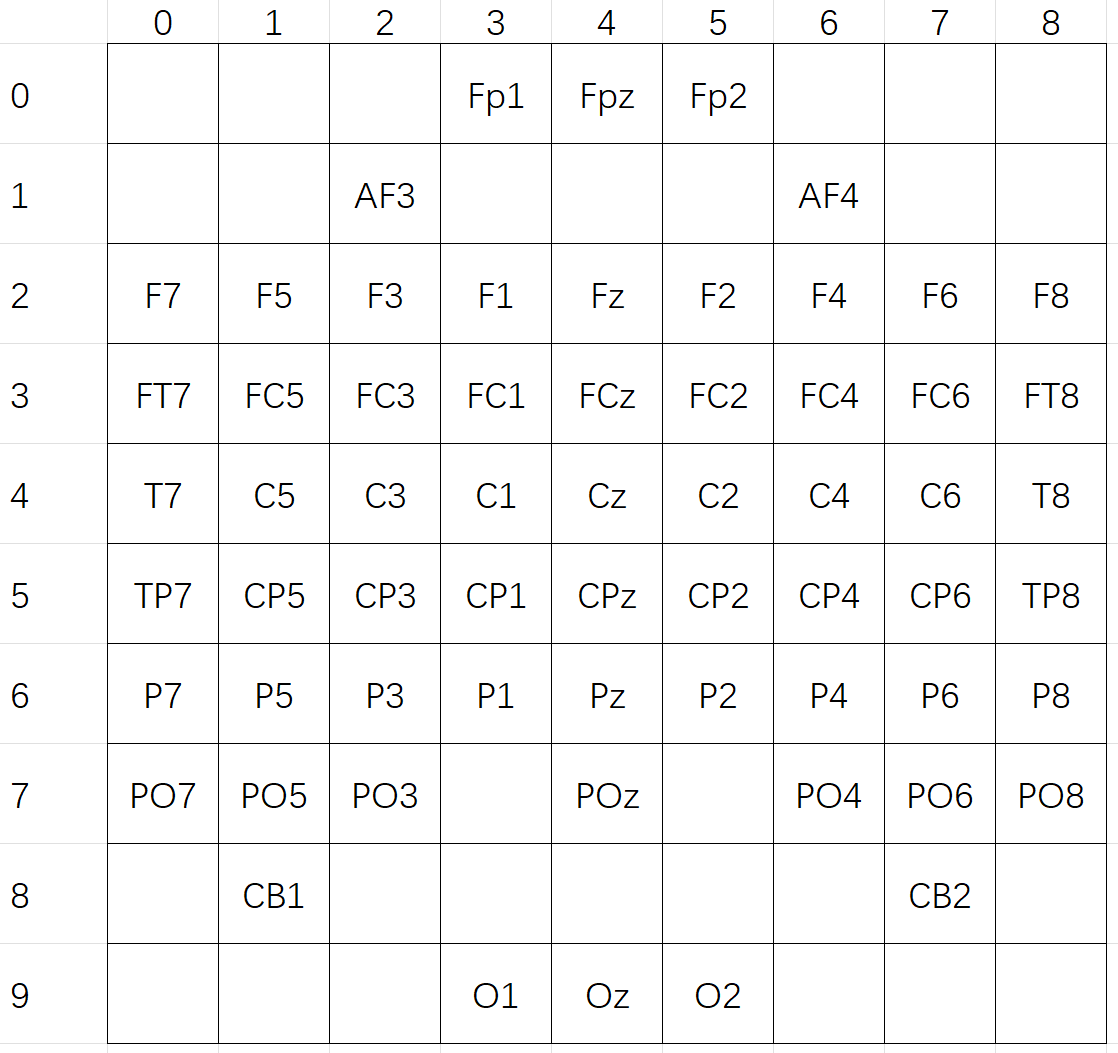 0 1 2 3 4 5 6 7 8
0 Fp1 Fpz Fp2
1 AF3 AF4
2 F7 F5 F3 F1 Fz F2 F4 F6 F8
3 FT7 FC5 FC3 FC1 FCz FC2 FC4 FC6 FT8
4 T7 C5 C3 C1 Cz C2 C4 C6 T8
5 TP7 CP5 CP3 CP1 CPz CP2 CP4 CP6 TP8
6 P7 P5 P3 P1 Pz P2 P4 P6 P8
7 PO7 PO5 PO3 POz PO4 PO6 PO8
8 CB1 CB2
9 O1 Oz O2